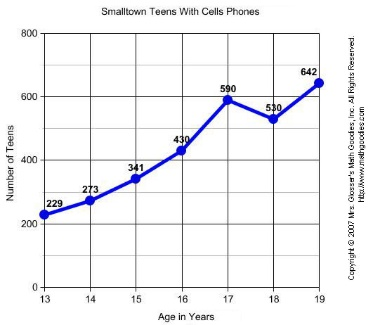 Smalltown Teens With Cells Phones
800
600
400
200
0
Number of Teens
229
273
341
430
590
530
642
13 14 15 16 17 18 19
Age in Years
Copyright © 2007 Mrs. Glosser's Math Goodies, Inc. All Rights Reserved.
http://www.mathgoodies.com